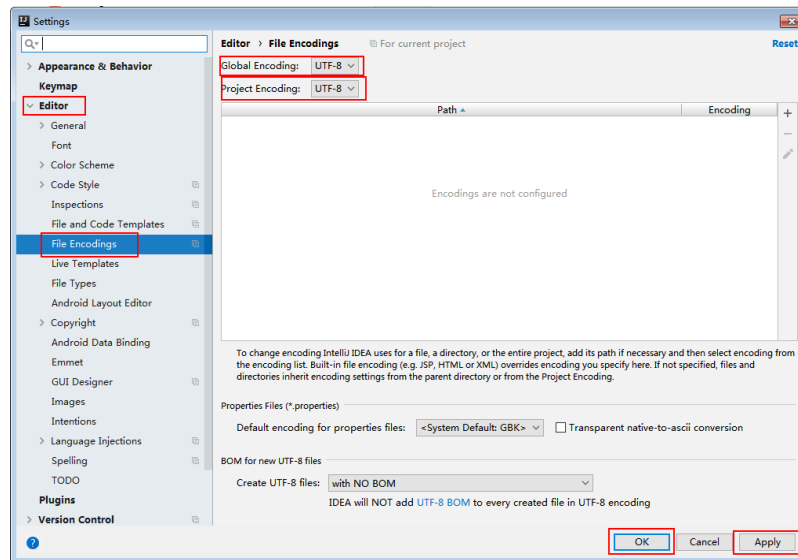 Settings
Editor > File Encodings For current project Reset
Global Encoding: UTF-8
Project Encoding: UTF-8
Path Encoding
Encodings are not configured
To change encoding IntelliJ IDEA uses for a file, a directory, or the entire project, add its path if necessary and then select encoding from
the encoding list. Built-in file encoding (e.g. JSP, HTML or XML) overrides encoding you specify here. If not specified, files and
directories inherit encoding settings from the parent directory or from the Project Encoding.
Properties Files (*.properties)
Default encoding for properties files: <System Default: GBK> Transparent native-to-ascii conversion
BOM for new UTF-8 files
Create UTF-8 files: with NO BOM
IDEA will NOT add UTF-8 BOM to every created file in UTF-8 encoding
Appearance & Behavior
Keymap
Editor
General
Font
Color Scheme
Code Style
Inspections
File and Code Templates
File Encodings
Live Templates
File Types
Android Layout Editor
Copyright
Android Data Binding
Emmet
GUI Designer
Images
Intentions
Language Injections
Spelling
TODO
Plugins
Version Control
OK Cancel Apply